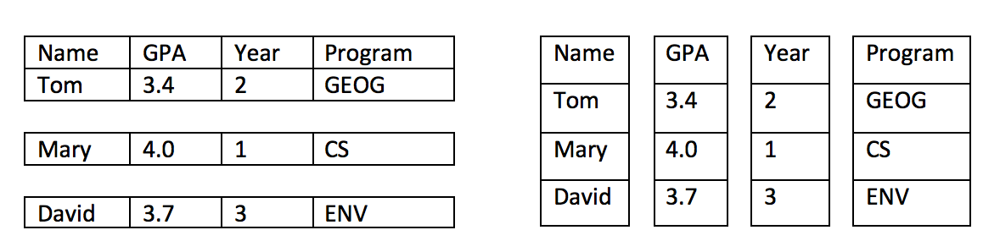 Name GPA Year Program
Tom 3.4 2 GEOG
Mary 4.0 1 CS
David 3.7 3 ENV
Name GPA Year Program
Tom 3.4 2 GEOG
Mary 4.0 1 CS
David 3.7 3 ENV